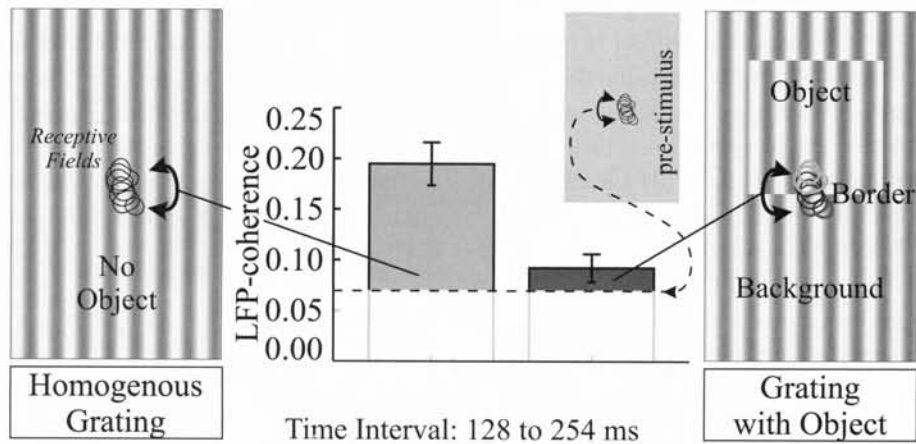 Receptive
Fields
No
Object
Homogenous
Grating
LFP-coherence
0.25
0.20
0.15
0.10
0.05
0.00
Time Interval: 128 to 254 ms
pre-stimulus
Object
Border
Background
Grating
with Object